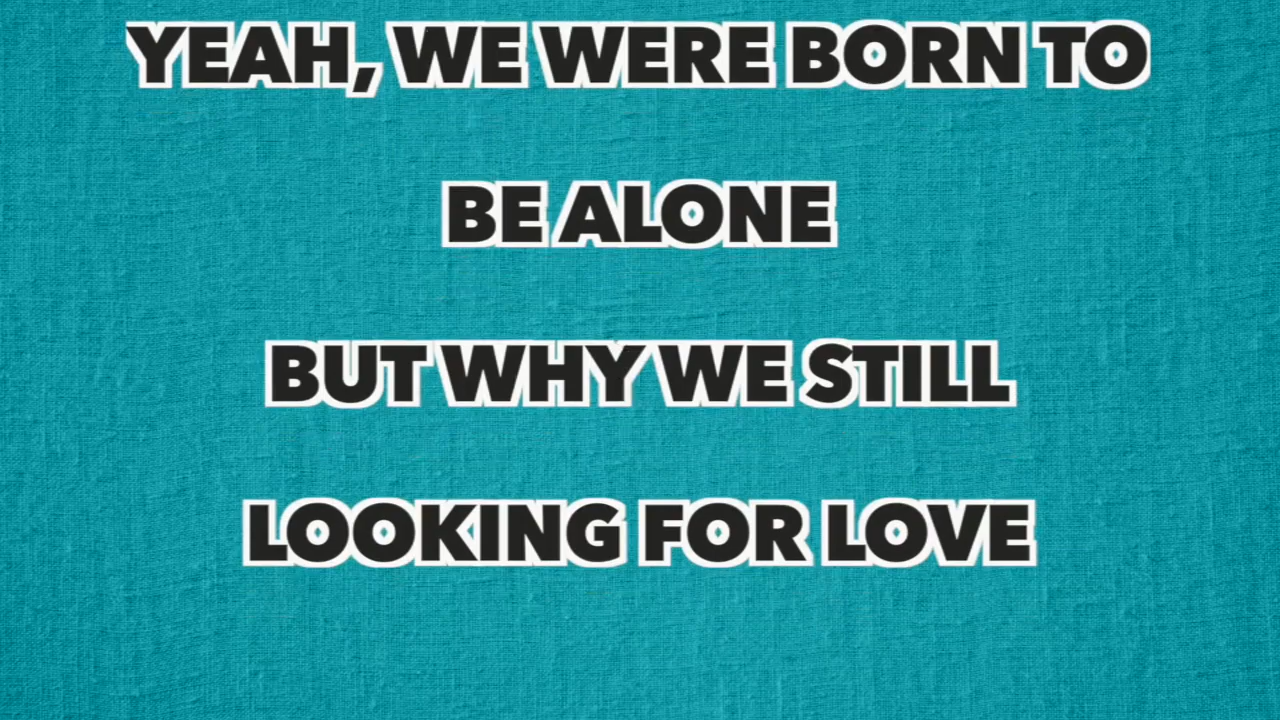 YEAH, WE WERE BORN TO
BE ALONE
BUT WHY WE STILL
LOOKING FOR LOVE